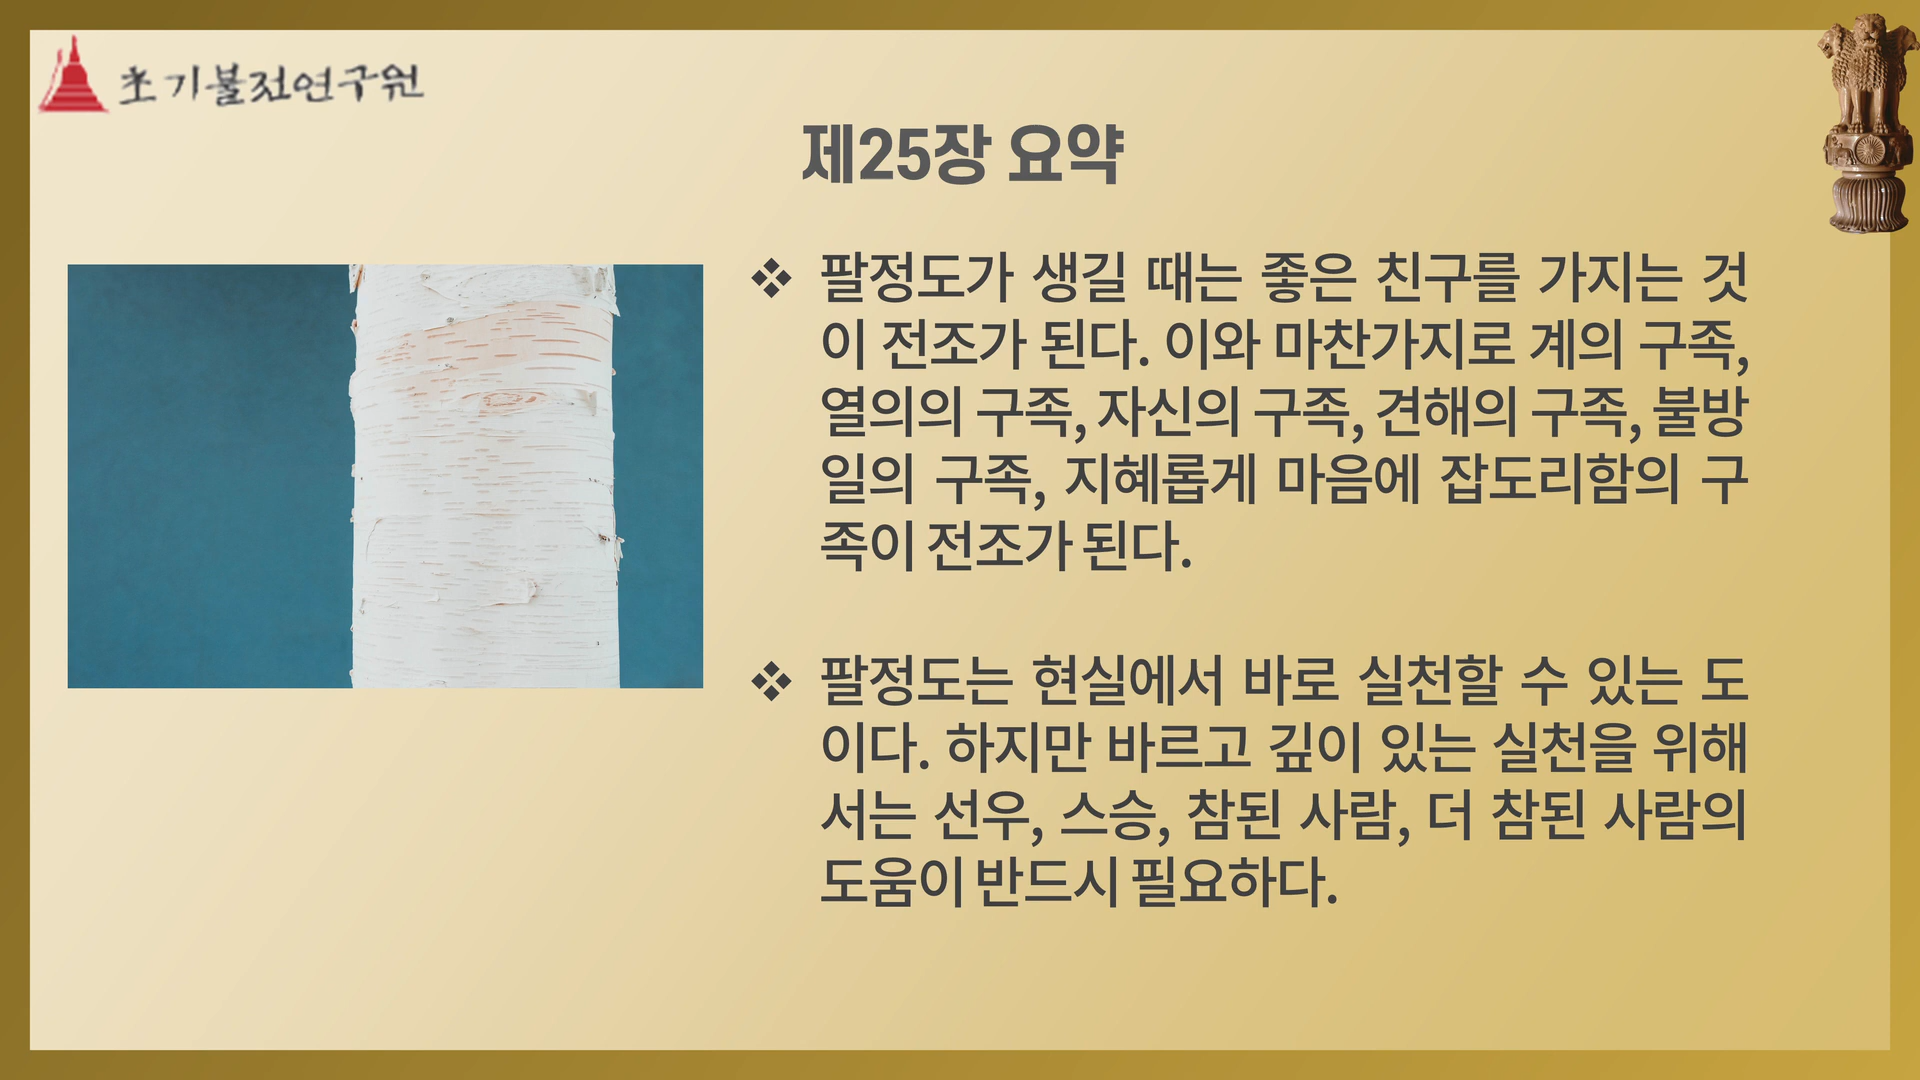 초기불전연구원
제25장 요약
❖ 팔정도가 생길 때는 좋은 친구를 가지는 것
이 전조가 된다. 이와 마찬가지로 계의 구족,
열의의 구족, 자신의 구족, 견해의 구족, 불방
일의 구족, 지혜롭게 마음에 잡도리함의 구
족이 전조가 된다.
❖ 팔정도는 현실에서 바로 실천할 수 있는 도
이다. 하지만 바르고 깊이 있는 실천을 위해
서는 선우, 스승, 참된 사람, 더 참된 사람의
도움이 반드시 필요하다.